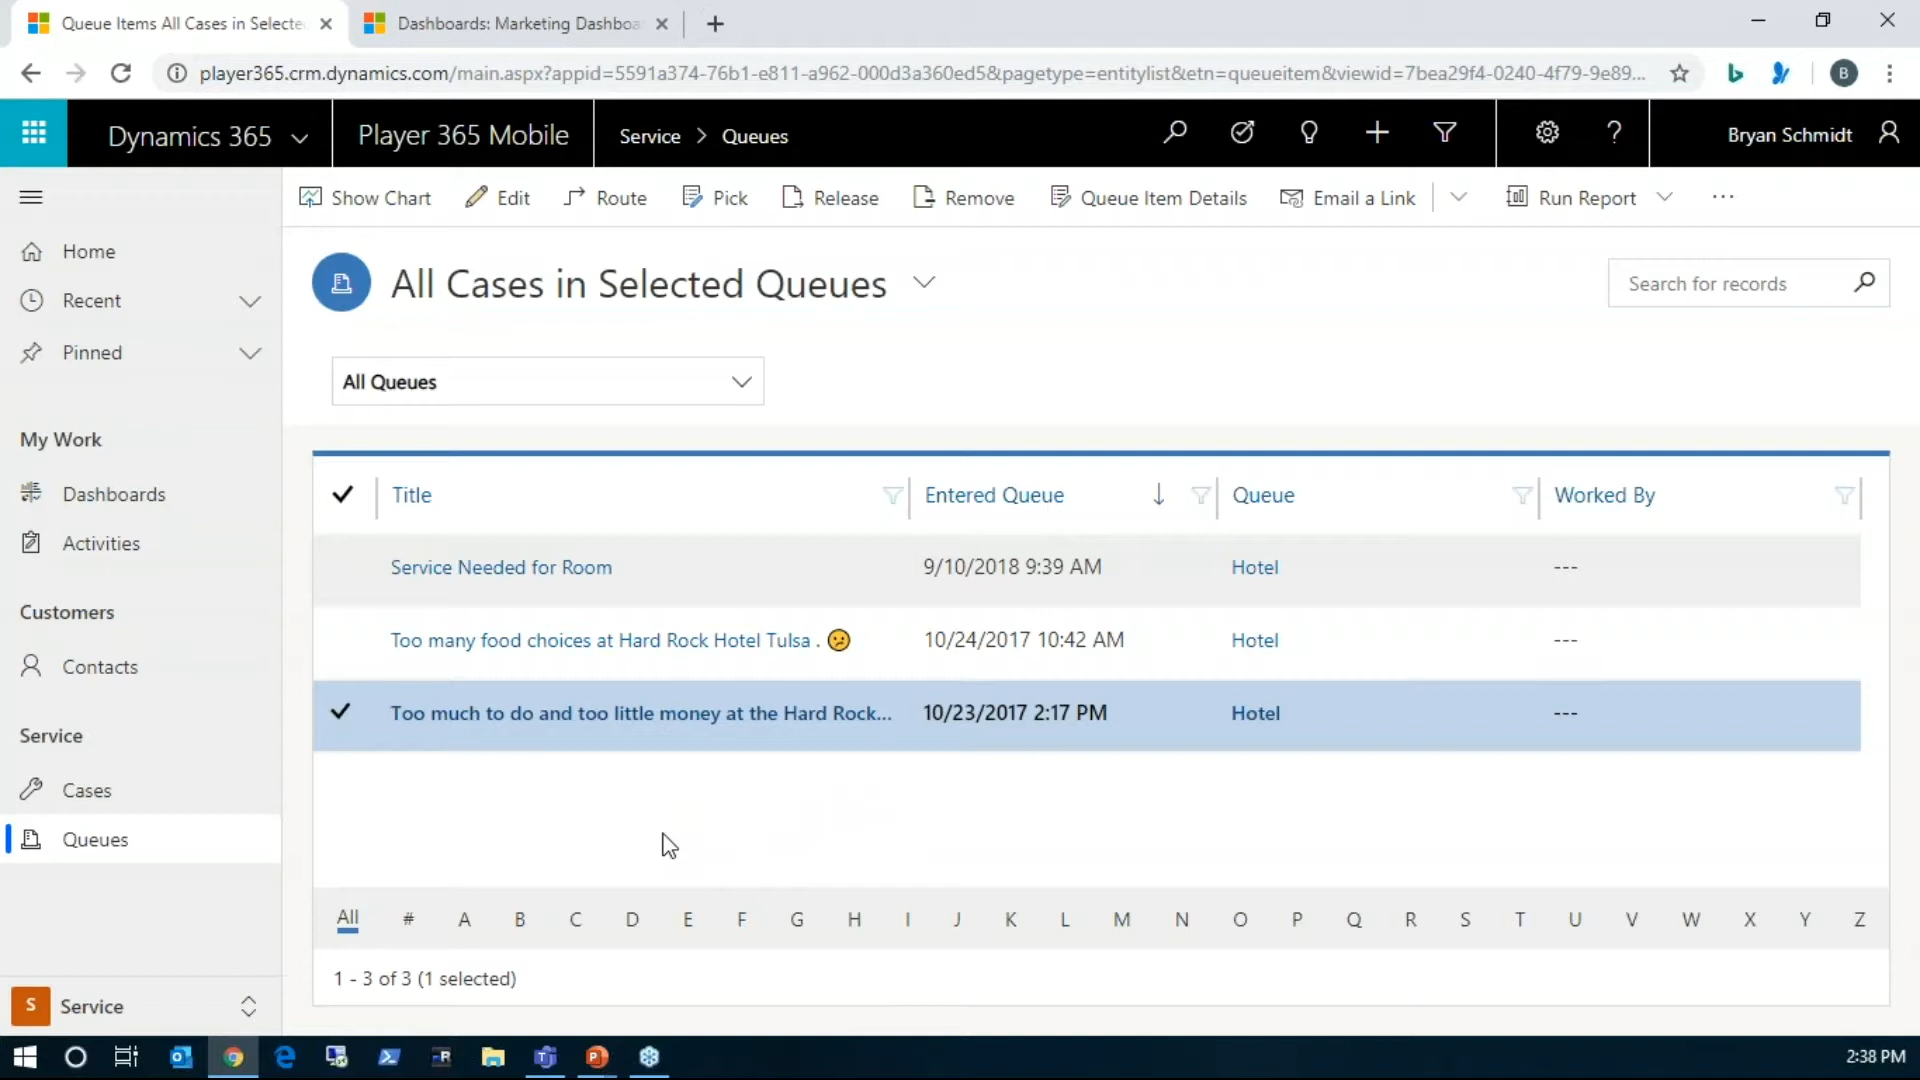 Queue Items All Cases in Selecte
Dashboards: Marketing Dashboa
player365.crm.dynamics.com/main.aspx?appid=5591a374-76b1-e811-a962-000d3a360ed5&pagetype=entitylist&etn=queueitem&viewid=7bea29f4-0240-4f79-9e89...
B
Dynamics 365
Player 365 Mobile
Service > Queues
Bryan Schmidt
Show Chart
Edit
Route
Pick
Release
Remove
Queue Item Details
Email a Link
Run Report
Home
Recent
Pinned
My Work
Dashboards
Activities
Customers
Contacts
Service
Cases
Queues
S Service
All Cases in Selected Queues
Search for records
All Queues
Title Entered Queue Queue Worked By
Service Needed for Room 9/10/2018 9:39 AM Hotel ---
Too many food choices at Hard Rock Hotel Tulsa . 😕 10/24/2017 10:42 AM Hotel ---
Too much to do and too little money at the Hard Rock... 10/23/2017 2:17 PM Hotel ---
All # A B C D E F G H I J K L M N O P Q R S T U V W X Y Z
1 - 3 of 3 (1 selected)
2:38 PM